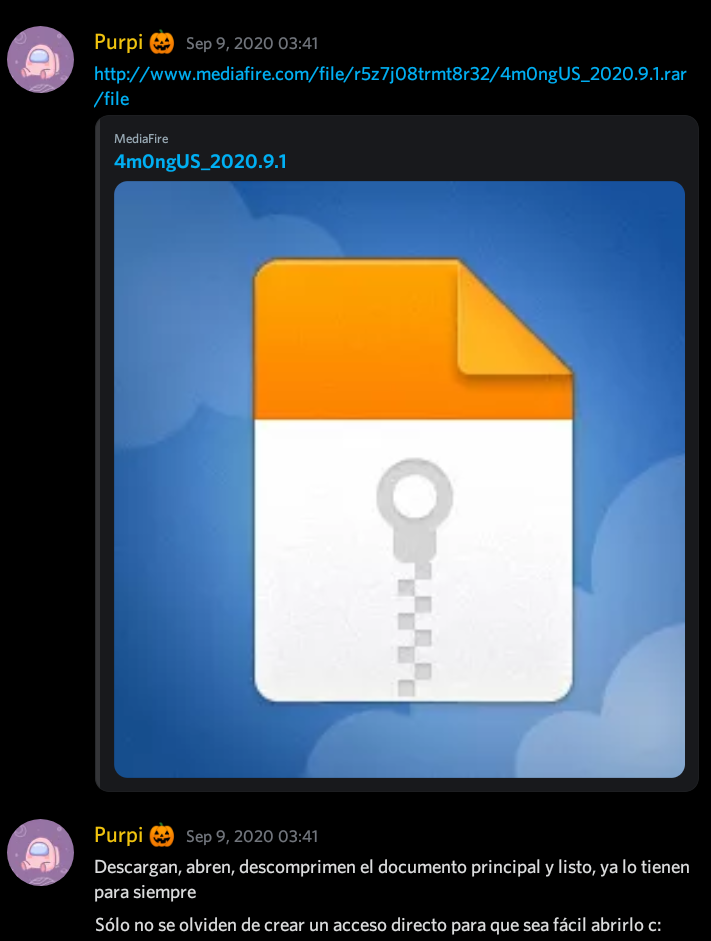 Purpi 🎃 Sep 9, 2020 03:41
http://www.mediafire.com/file/r5z7j08trmt8r32/4m0ngUS_2020.9.1.rar
/file
MediaFire
4m0ngUS_2020.9.1
Purpi 🎃 Sep 9, 2020 03:41
Descargan, abren, descomprimen el documento principal y listo, ya lo tienen
para siempre
Sólo no se olviden de crear un acceso directo para que sea fácil abrirlo c: